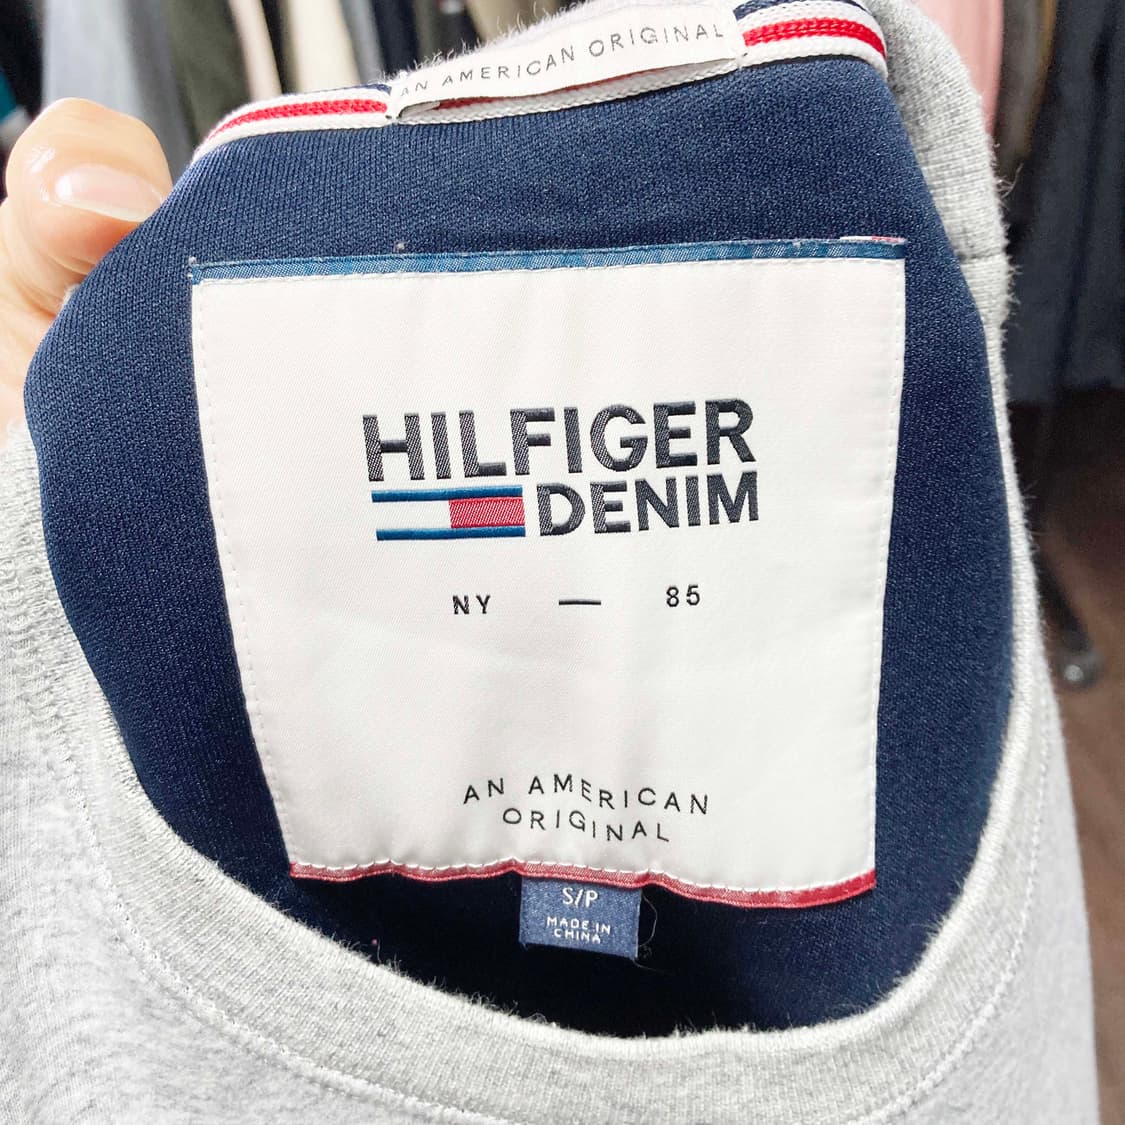 AN AMERICAN ORIGINAL
HILFIGER
DENIM
NY — 85
AN AMERICAN
ORIGINAL
S/P
MADE IN
CHINA